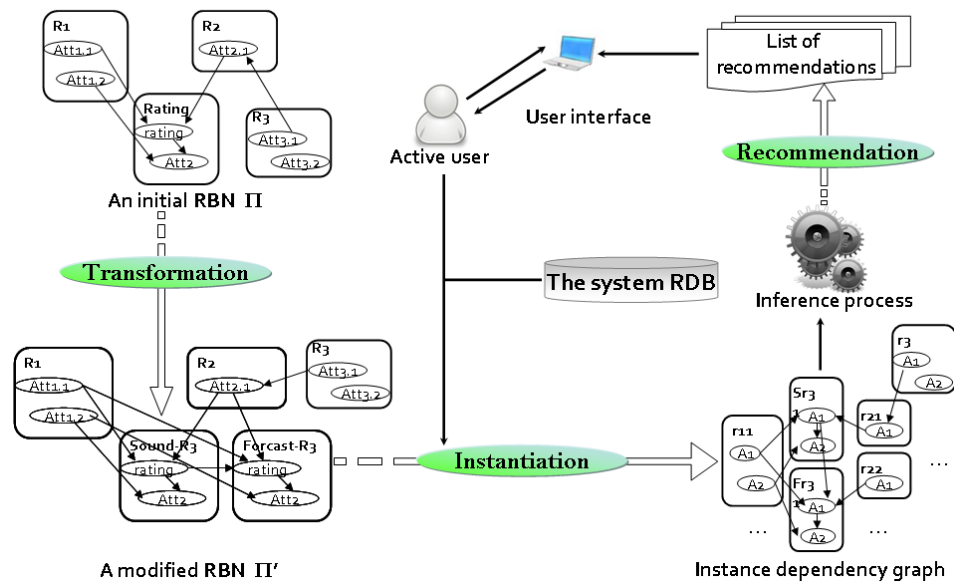 R1
Att1.1
Att1.2
R2
Att2.1
Rating
rating
Att2
R3
Att3.1
Att3.2
An initial RBN Π
Transformation
Active user
User interface
List of
recommendations
Recommendation
The system RDB
Inference process
R1
Att1.1
Att1.2
R2
Att2.1
R3
Att3.1
Att3.2
Sound-R3
rating
Att2
Forcast-R3
rating
Att2
A modified RBN Π'
Instantiation
r11
A1
A2
...
Sr3
1
A1
A2
Fr3
1
A1
A2
r3
A1
A2
r21
A1
r22
A1
...
...
Instance dependency graph